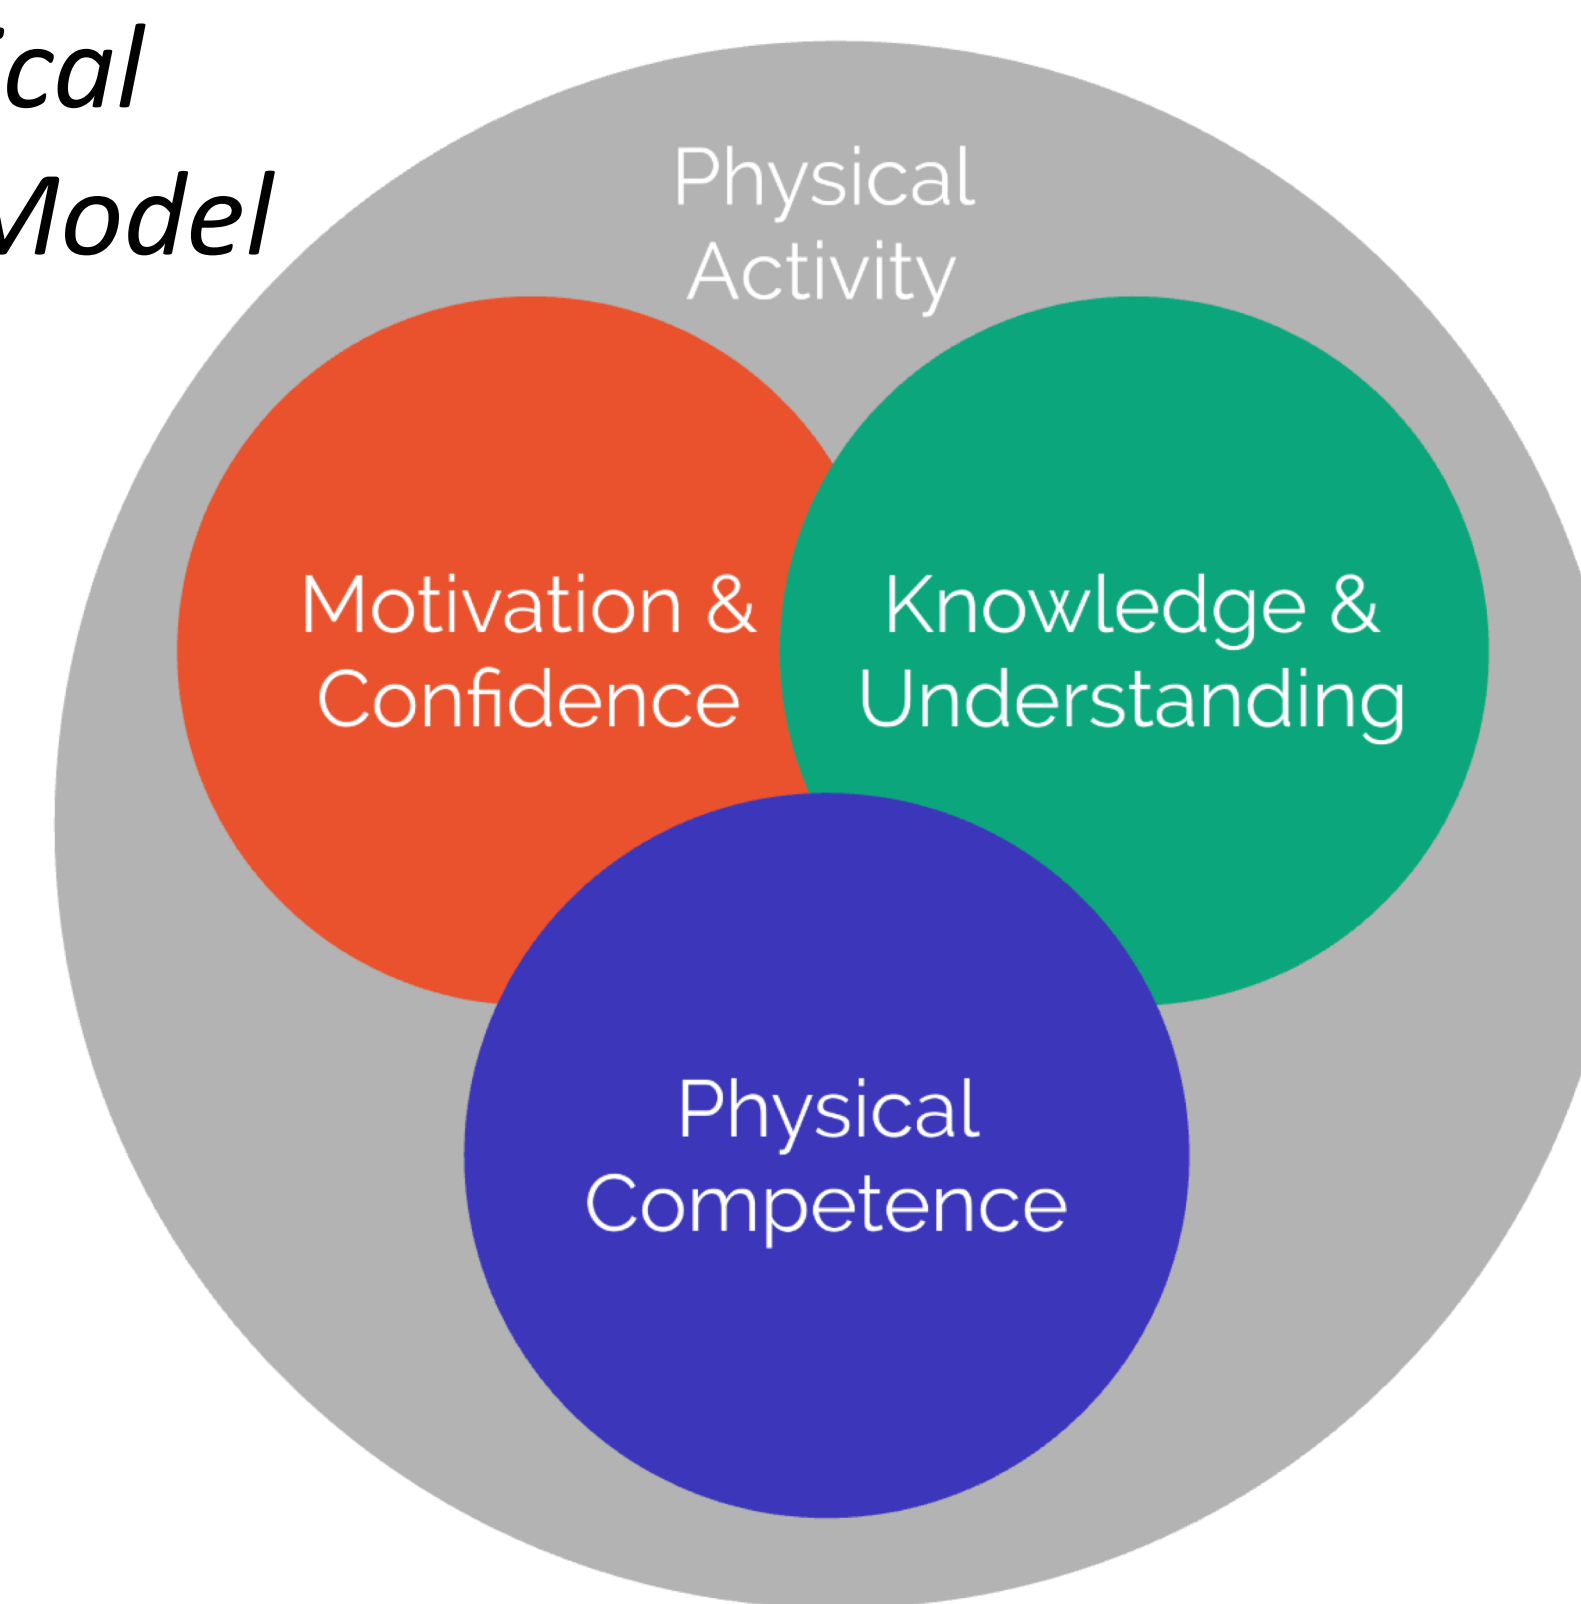 ical
Model
Physical
Activity
Motivation &
Confidence
Knowledge &
Understanding
Physical
Competence